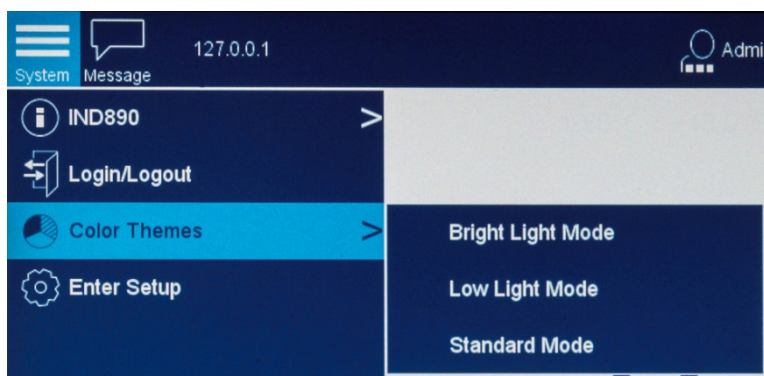 System Message 127.0.0.1 Admi
IND890 >
Login/Logout
Color Themes >
Bright Light Mode
Enter Setup
Low Light Mode
Standard Mode